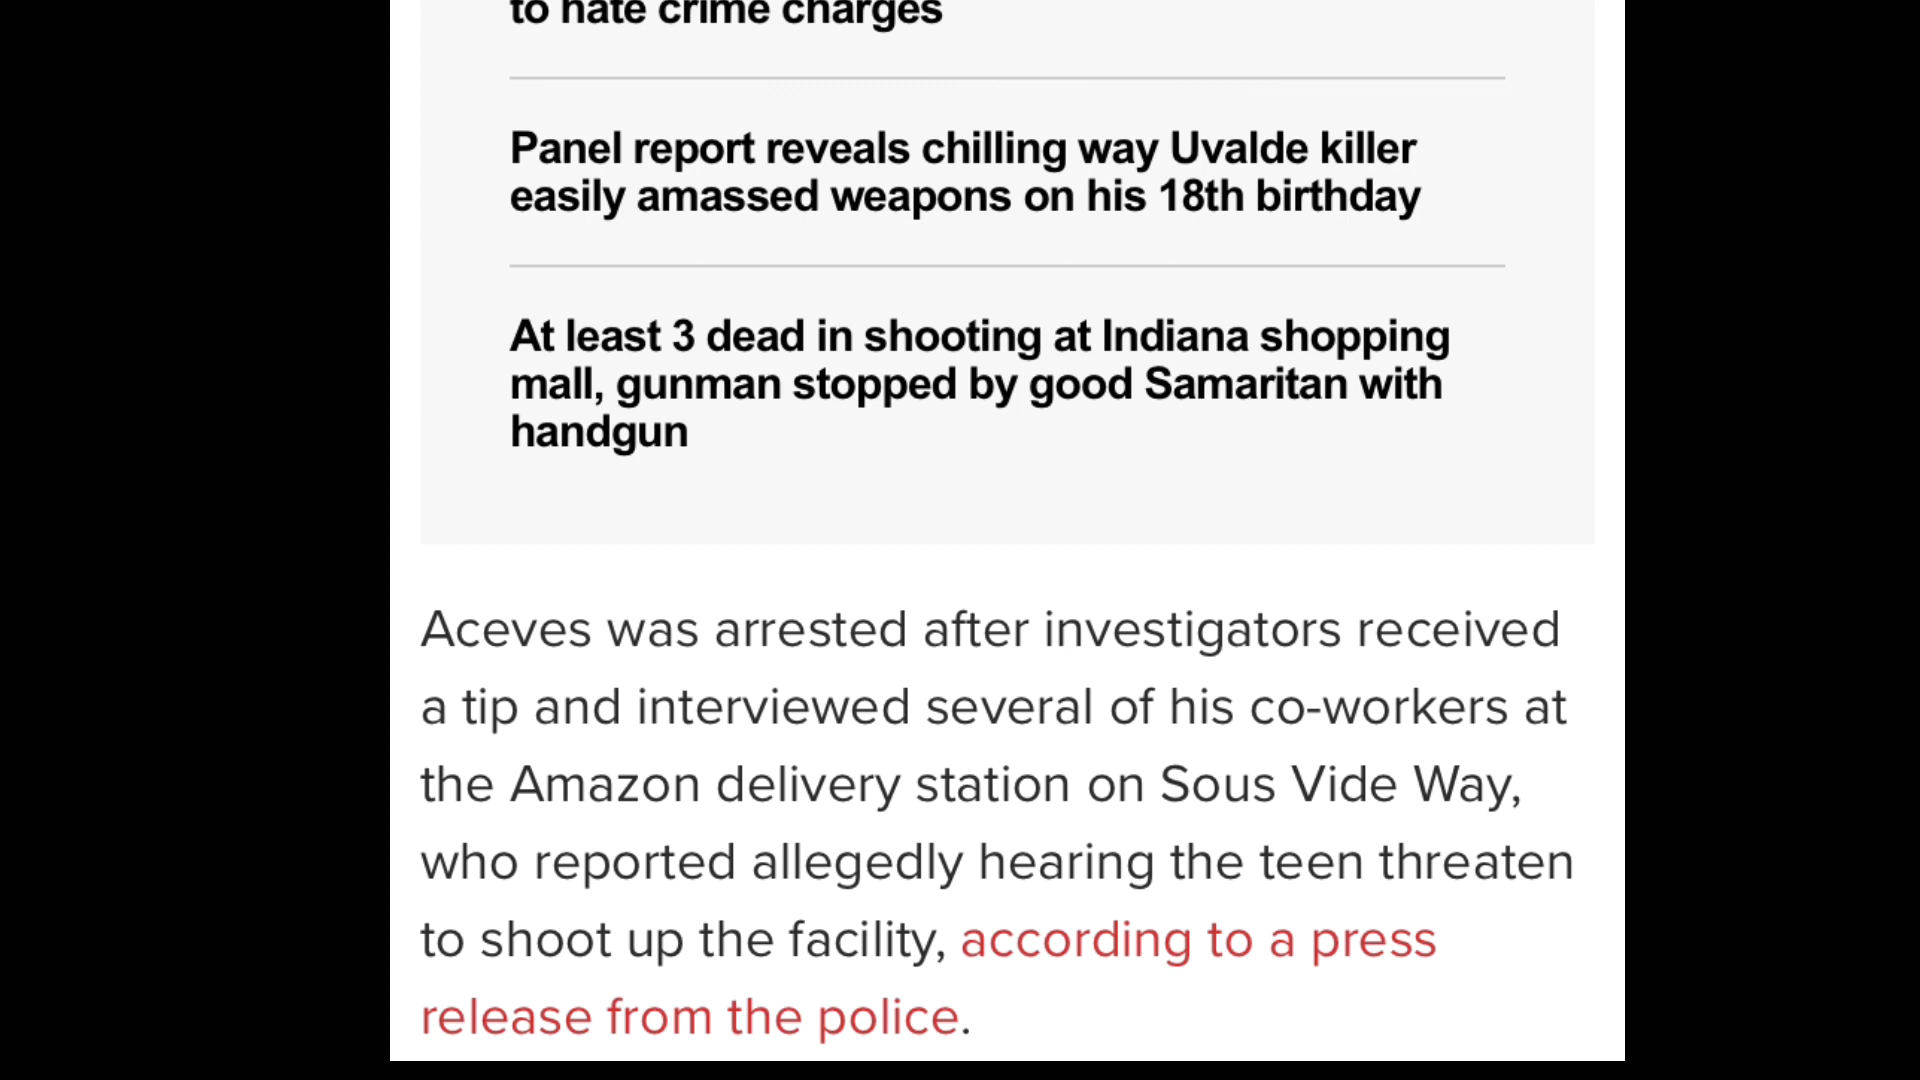 to hate crime charges
Panel report reveals chilling way Uvalde killer
easily amassed weapons on his 18th birthday
At least 3 dead in shooting at Indiana shopping
mall, gunman stopped by good Samaritan with
handgun
Aceves was arrested after investigators received
a tip and interviewed several of his co-workers at
the Amazon delivery station on Sous Vide Way,
who reported allegedly hearing the teen threaten
to shoot up the facility, according to a press
release from the police.